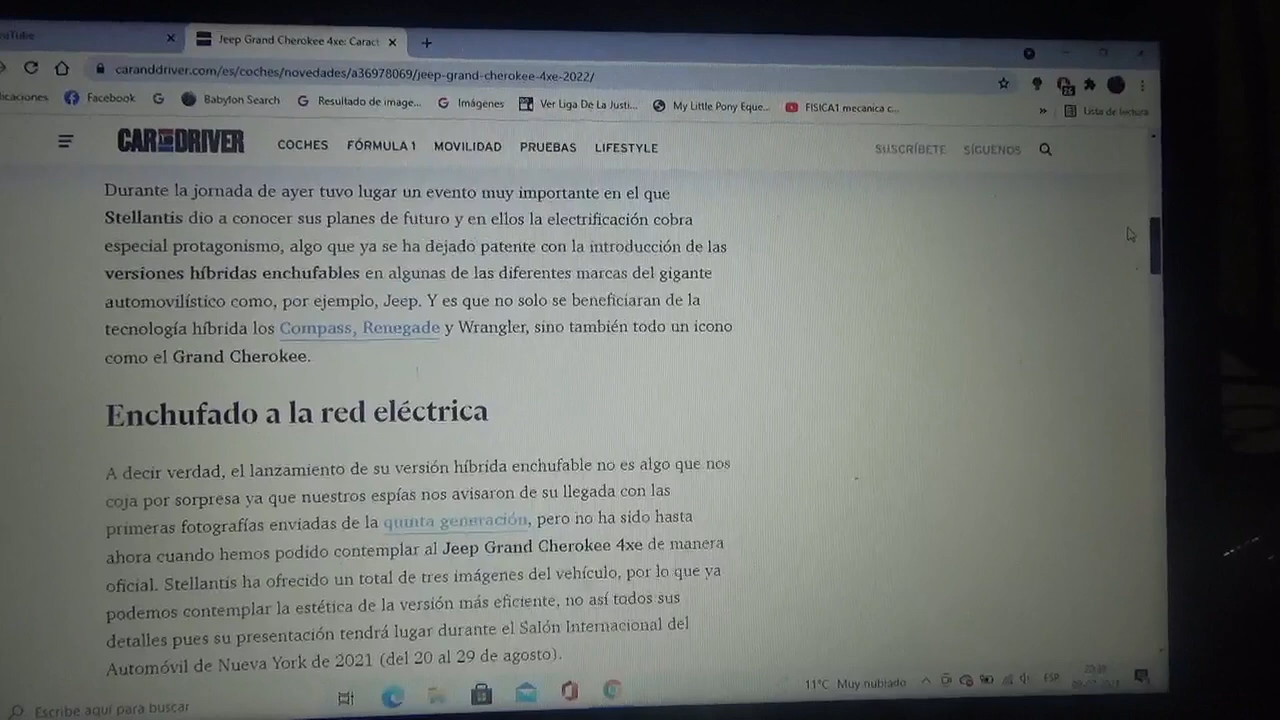 Jeep Grand Cherokee 4xe: Caract
caranddriver.com/es/coches/novedades/a36978069/jeep-grand-cherokee-4xe-2022/
Facebook Babylon Search Resultado de image... Imágenes Ver Liga De La Justi... My Little Pony Eque... FISICA1 mecanica c... » Lista de lectura
CAR AND DRIVER COCHES FÓRMULA 1 MOVILIDAD PRUEBAS LIFESTYLE SUSCRÍBETE SÍGUENOS
Durante la jornada de ayer tuvo lugar un evento muy importante en el que
Stellantis dio a conocer sus planes de futuro y en ellos la electrificación cobra
especial protagonismo, algo que ya se ha dejado patente con la introducción de las
versiones híbridas enchufables en algunas de las diferentes marcas del gigante
automovilístico como, por ejemplo, Jeep. Y es que no solo se beneficiaran de la
tecnología híbrida los Compass, Renegade y Wrangler, sino también todo un icono
como el Grand Cherokee.
Enchufado a la red eléctrica
A decir verdad, el lanzamiento de su versión híbrida enchufable no es algo que nos
coja por sorpresa ya que nuestros espías nos avisaron de su llegada con las
primeras fotografías enviadas de la quinta generación, pero no ha sido hasta
ahora cuando hemos podido contemplar al Jeep Grand Cherokee 4xe de manera
oficial. Stellantis ha ofrecido un total de tres imágenes del vehículo, por lo que ya
podemos contemplar la estética de la versión más eficiente, no así todos sus
detalles pues su presentación tendrá lugar durante el Salón Internacional del
Automóvil de Nueva York de 2021 (del 20 al 29 de agosto).
Escribe aquí para buscar 11°C Muy nublado ESP